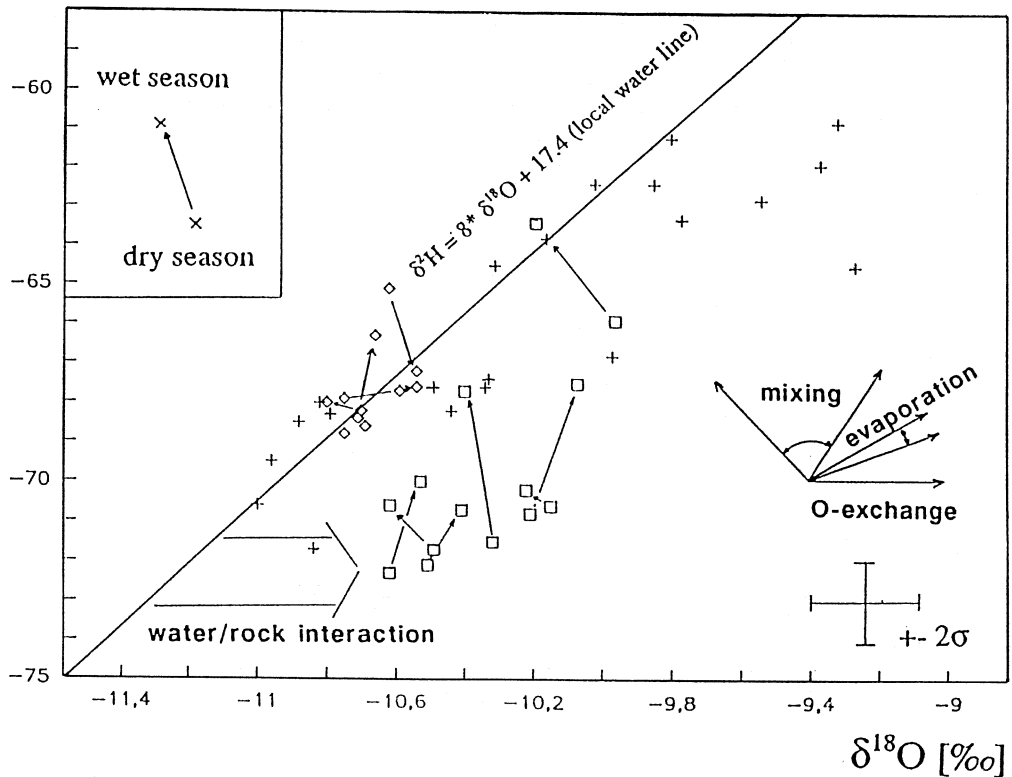 wet season
dry season
δ²H = 8* δ¹⁸O + 17.4 (local water line)
-60
-65
-70
-75
mixing
evaporation
O-exchange
water/rock interaction
+- 2σ
-11,4
-11
-10,6
-10,2
-9,8
-9,4
-9
δ¹⁸O [‰]